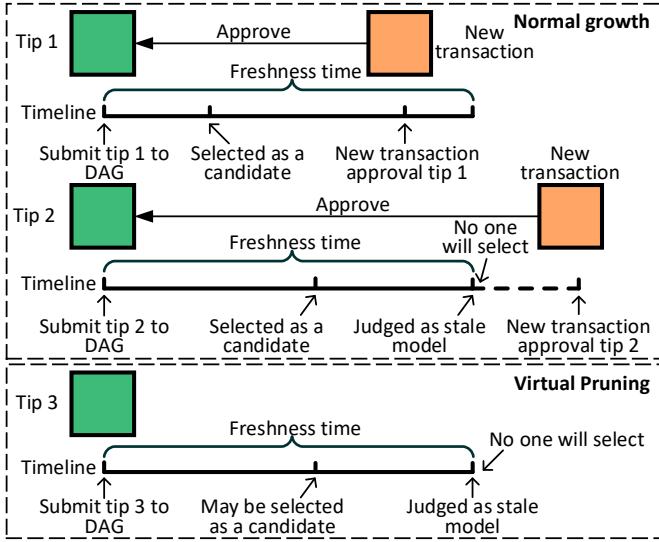 Normal growth
Tip 1
Approve
New
transaction
Freshness time
Timeline
Submit tip 1 to
DAG
Selected as a
candidate
New transaction
approval tip 1
New
transaction
Tip 2
Approve
No one
will select
Freshness time
Timeline
Submit tip 2 to
DAG
Selected as a
candidate
Judged as stale
model
New transaction
approval tip 2
Virtual Pruning
Tip 3
Freshness time
No one will select
Timeline
Submit tip 3 to
DAG
May be selected
as a candidate
Judged as stale
model